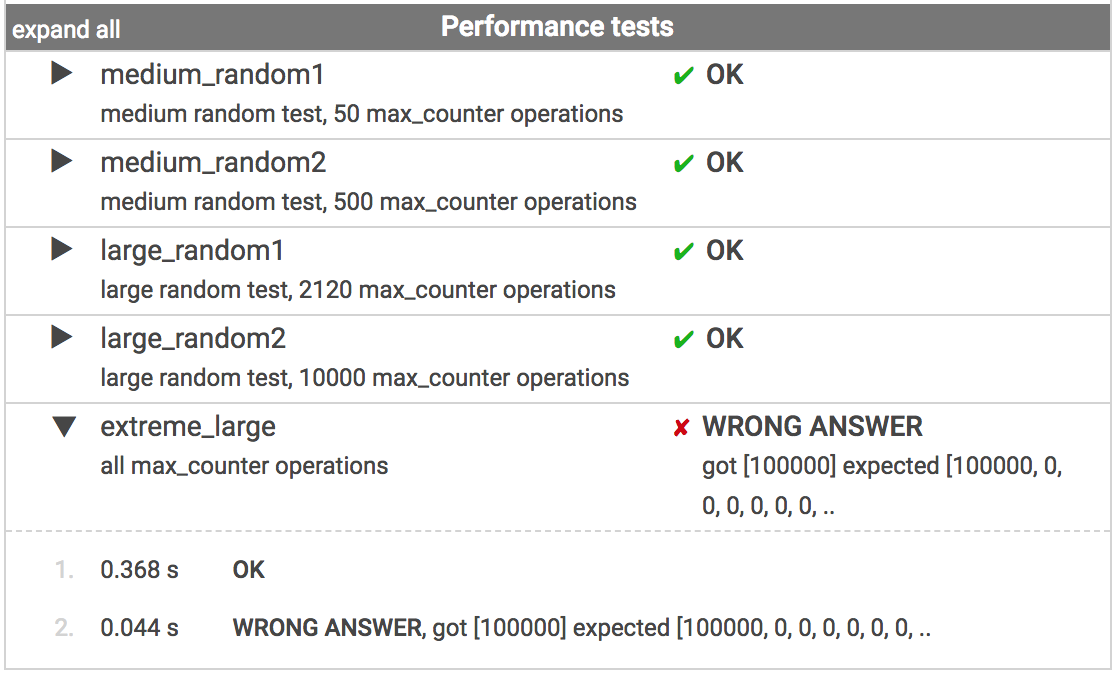 expand all Performance tests
▶ medium_random1 ✔ OK
medium random test, 50 max_counter operations
▶ medium_random2 ✔ OK
medium random test, 500 max_counter operations
▶ large_random1 ✔ OK
large random test, 2120 max_counter operations
▶ large_random2 ✔ OK
large random test, 10000 max_counter operations
▼ extreme_large ✘ WRONG ANSWER
all max_counter operations got [100000] expected [100000, 0,
0, 0, 0, 0, 0, ..
1. 0.368 s OK
2. 0.044 s WRONG ANSWER, got [100000] expected [100000, 0, 0, 0, 0, 0, 0, ..